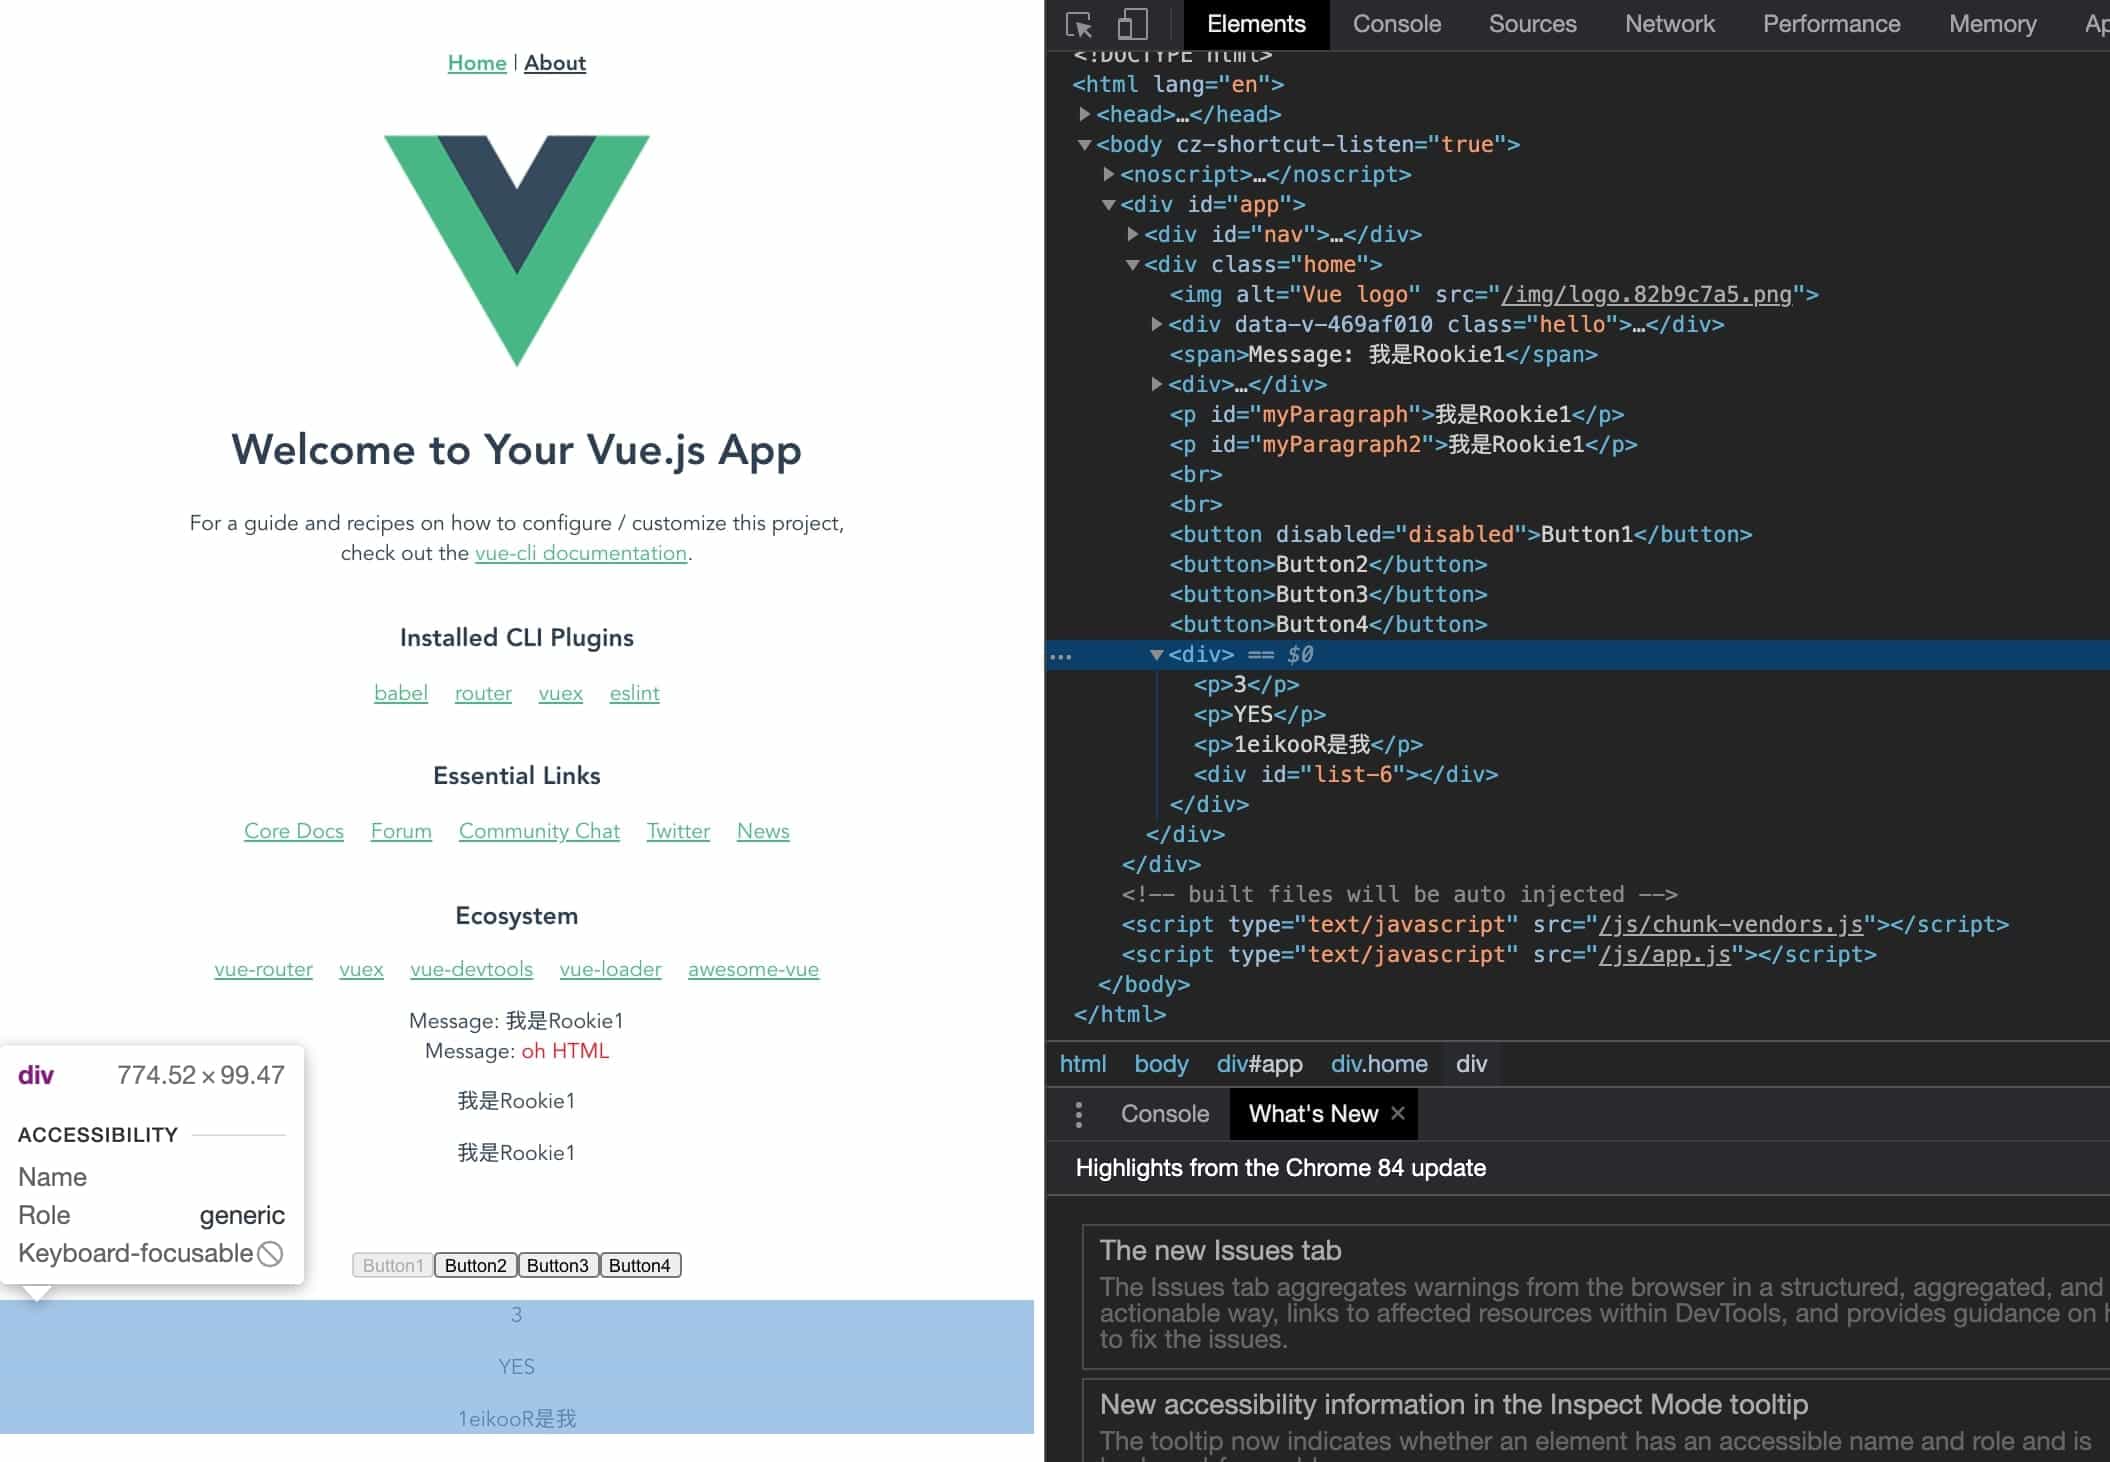 Home | About
Welcome to Your Vue.js App
For a guide and recipes on how to configure / customize this project,
check out the vue-cli documentation.
Installed CLI Plugins
babel router vuex eslint
Essential Links
Core Docs Forum Community Chat Twitter News
Ecosystem
vue-router vuex vue-devtools vue-loader awesome-vue
Message: 我是Rookie1
Message: oh HTML
我是Rookie1
我是Rookie1
Button1 Button2 Button3 Button4
3
YES
1eikooR是我
div 774.52 × 99.47
ACCESSIBILITY
Name
Role generic
Keyboard-focusable
Elements Console Sources Network Performance Memory
<!DOCTYPE html>
<html lang="en">
<head>…</head>
<body cz-shortcut-listen="true">
<noscript>…</noscript>
<div id="app">
<div id="nav">…</div>
<div class="home">
<img alt="Vue logo" src="/img/logo.82b9c7a5.png">
<div data-v-469af010 class="hello">…</div>
<span>Message: 我是Rookie1</span>
<div>…</div>
<p id="myParagraph">我是Rookie1</p>
<p id="myParagraph2">我是Rookie1</p>
<br>
<br>
<button disabled="disabled">Button1</button>
<button>Button2</button>
<button>Button3</button>
<button>Button4</button>
<div> == $0
<p>3</p>
<p>YES</p>
<p>1eikooR是我</p>
<div id="list-6"></div>
</div>
</div>
</div>
<!-- built files will be auto injected -->
<script type="text/javascript" src="/js/chunk-vendors.js"></script>
<script type="text/javascript" src="/js/app.js"></script>
</body>
</html>
html body div#app div.home div
Console What's New ×
Highlights from the Chrome 84 update
The new Issues tab
The Issues tab aggregates warnings from the browser in a structured, aggregated, and
actionable way, links to affected resources within DevTools, and provides guidance on
to fix the issues.
New accessibility information in the Inspect Mode tooltip
The tooltip now indicates whether an element has an accessible name and role and is